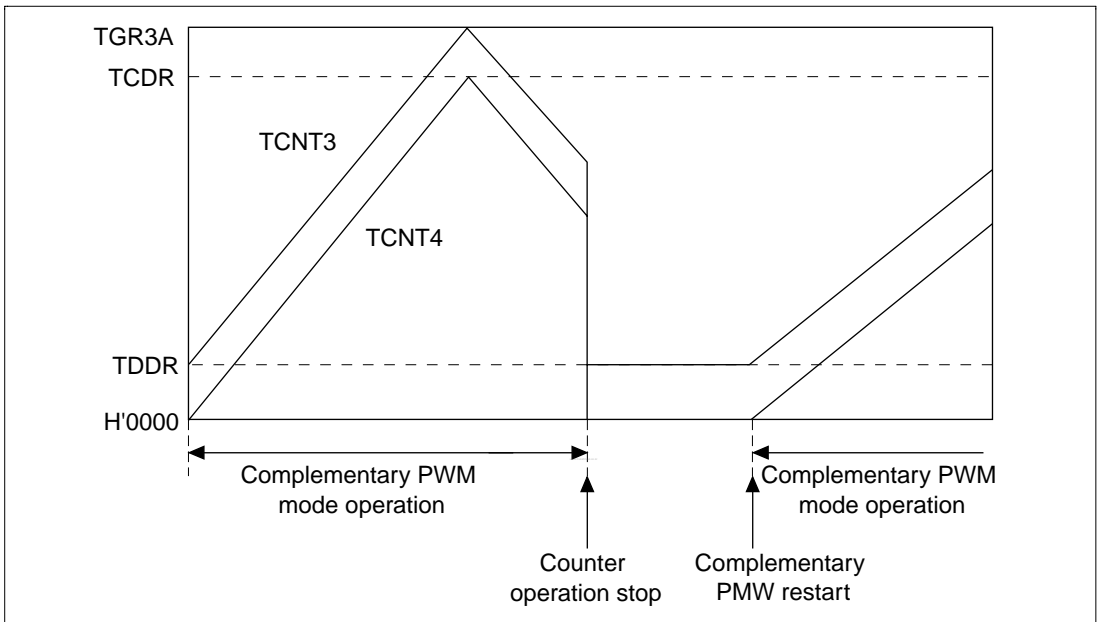 TGR3A
TCDR
TCNT3
TCNT4
TDDR
H'0000
Complementary PWM
mode operation
Complementary PWM
mode operation
Counter
operation stop
Complementary
PMW restart